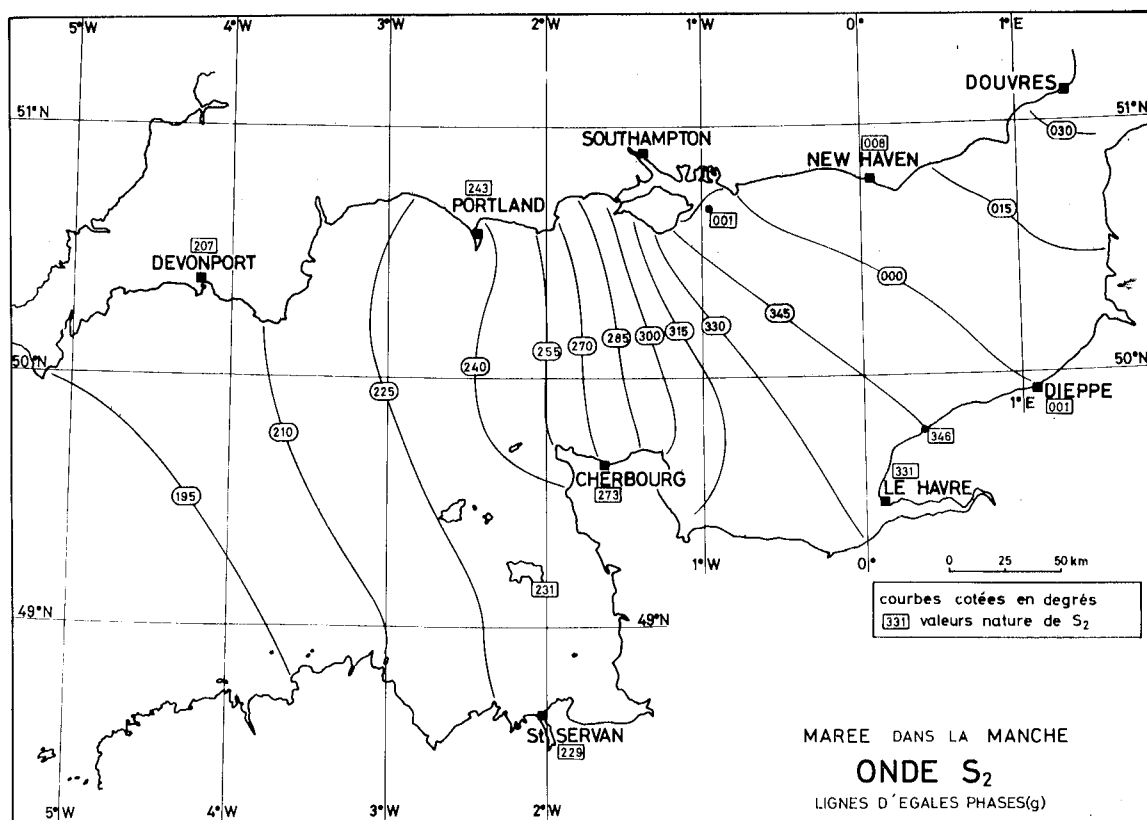 5°W 4°W 3°W 2°W 1°W 0° 1°E
DOUVRES
51°N 51°N
030
SOUTHAMPTON
008
NEW HAVEN
243
PORTLAND
015
001
207
DEVONPORT
000
345
255 270 285 300 315 330
50°N 50°N
240
225
DIEPPE
1°E
001
210
346
331
CHERBOURG
LE HAVRE
273
195
1°W 0°
0 25 50 km
231
courbes cotées en degrés
331 valeurs nature de S2
49°N 49°N
St SERVAN
229
MAREE DANS LA MANCHE
ONDE S2
LIGNES D'EGALES PHASES(g)
5°W 4°W 3°W 2°W